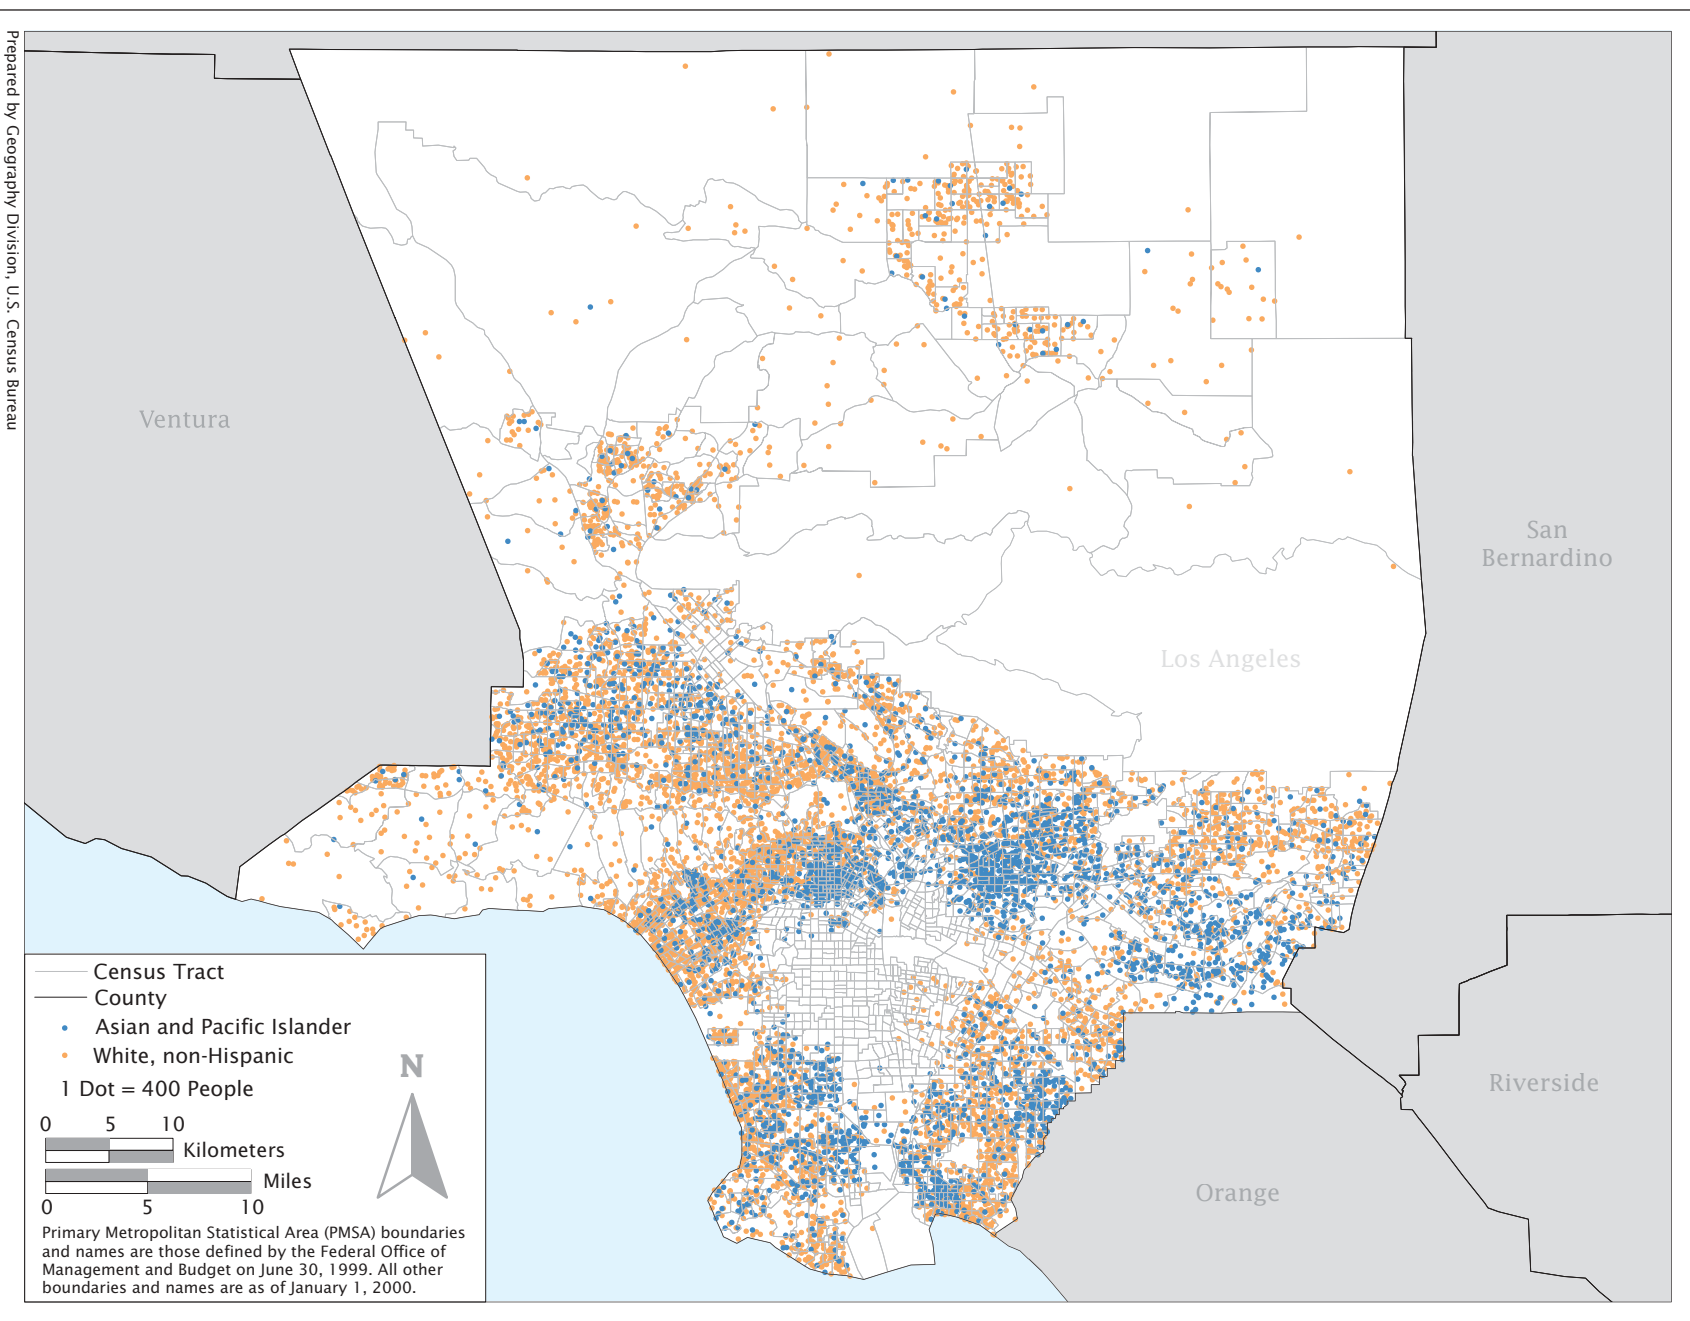 Prepared by Geography Division, U.S. Census Bureau
Ventura
San
Bernardino
Los Angeles
Riverside
Orange
Census Tract
County
Asian and Pacific Islander
White, non-Hispanic
1 Dot = 400 People
N
0 5 10
Kilometers
Miles
0 5 10
Primary Metropolitan Statistical Area (PMSA) boundaries
and names are those defined by the Federal Office of
Management and Budget on June 30, 1999. All other
boundaries and names are as of January 1, 2000.